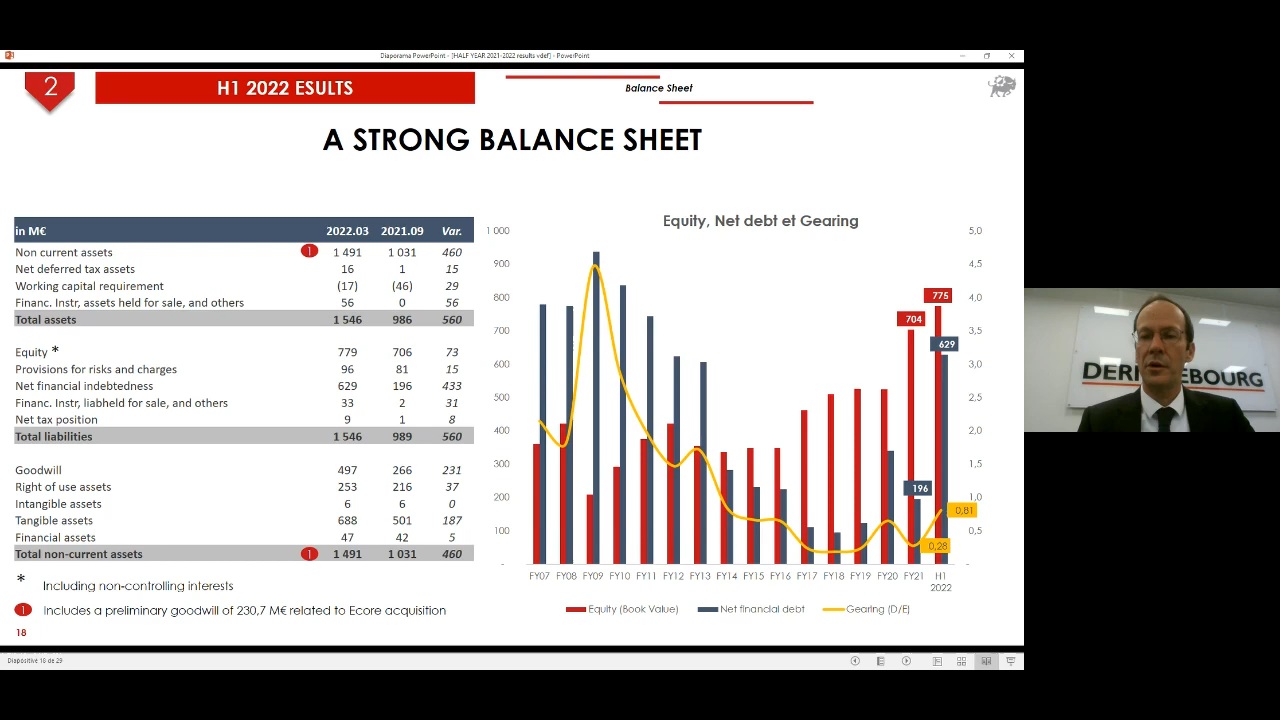 Diaporama PowerPoint - [HALF YEAR 2021-2022 results vdef] - PowerPoint
2
H1 2022 ESULTS
Balance Sheet
A STRONG BALANCE SHEET
in M€ 2022.03 2021.09 Var.
Non current assets 1 1 491 1 031 460
Net deferred tax assets 16 1 15
Working capital requirement (17) (46) 29
Financ. Instr, assets held for sale, and others 56 0 56
Total assets 1 546 986 560
Equity * 779 706 73
Provisions for risks and charges 96 81 15
Net financial indebtedness 629 196 433
Financ. Instr, liabheld for sale, and others 33 2 31
Net tax position 9 1 8
Total liabilities 1 546 989 560
Goodwill 497 266 231
Right of use assets 253 216 37
Intangible assets 6 6 0
Tangible assets 688 501 187
Financial assets 47 42 5
Total non-current assets 1 1 491 1 031 460
* Including non-controlling interests
1 Includes a preliminary goodwill of 230,7 M€ related to Ecore acquisition
18
Equity, Net debt et Gearing
1 000 5,0
900 4,5
800 4,0
700 3,5
600 3,0
500 2,5
400 2,0
300 1,5
200 1,0
100 0,5
- -
775
704
629
196
0,81
0,28
FY07 FY08 FY09 FY10 FY11 FY12 FY13 FY14 FY15 FY16 FY17 FY18 FY19 FY20 FY21 H1
2022
Equity (Book Value) Net financial debt Gearing (D/E)
Diapositive 18 de 29